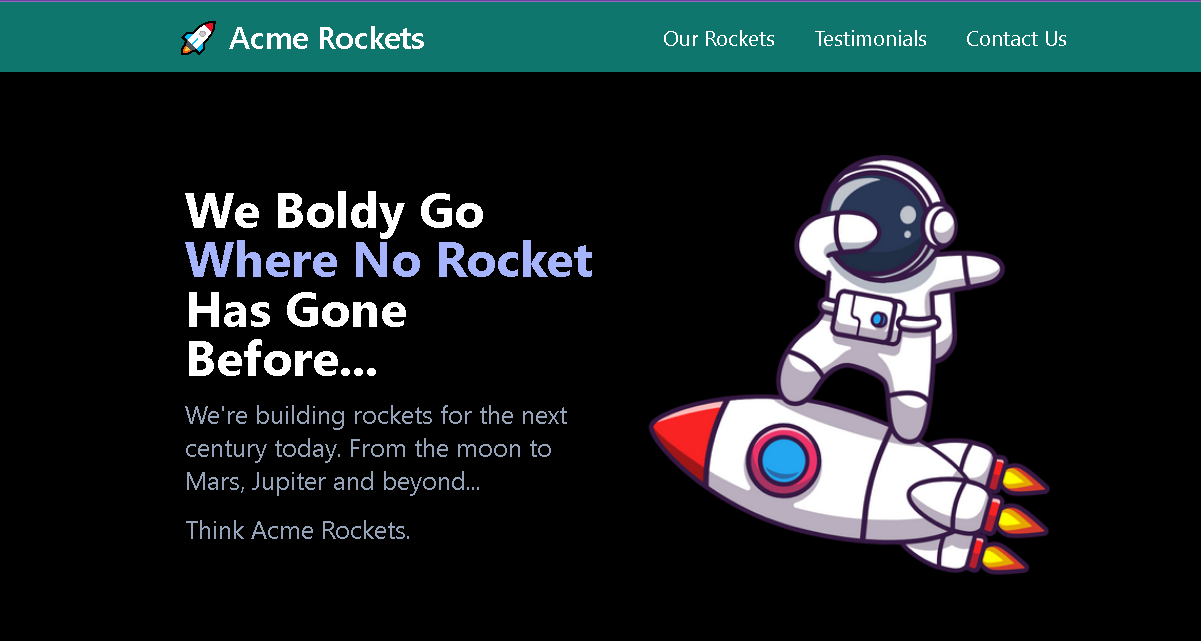 Acme Rockets
Our Rockets Testimonials Contact Us
We Boldy Go
Where No Rocket
Has Gone
Before...
We're building rockets for the next
century today. From the moon to
Mars, Jupiter and beyond...
Think Acme Rockets.